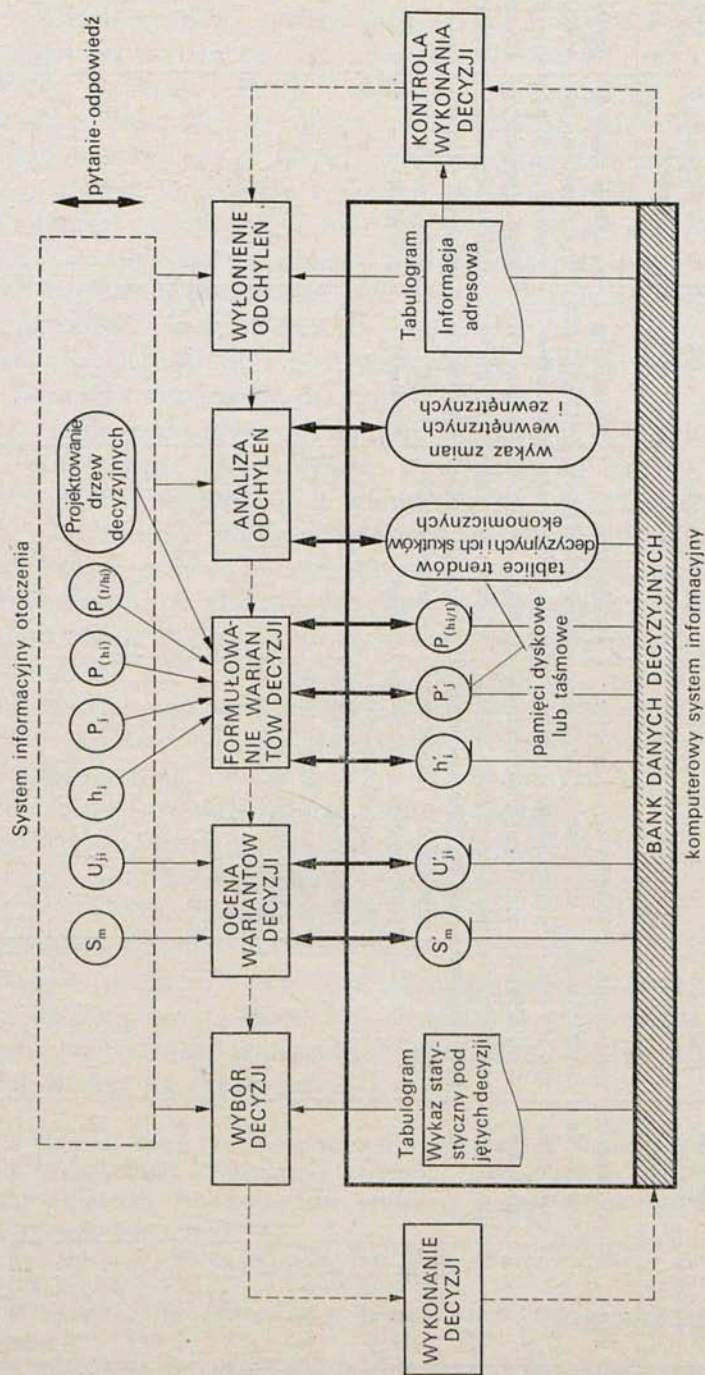 System informacyjny otoczenia
pytanie-odpowiedź
Sm
Uji
hi
Pj
P(hi)
P(l/hi)
Projektowanie
drzew
decyzyjnych
WYKONANIE
DECYZJI
WYBÓR
DECYZJI
OCENA
WARIANTOW
DECYZJI
FORMUŁOWA-
NIE WARIAN
TÓW DECYZJI
ANALIZA
ODCHYLEŃ
WYŁONIENIE
ODCHYLEŃ
KONTROLA
WYKONANIA
DECYZJI
Tabulogram
Wykaz staty-
styczny pod
jętych decyzji
S'm
U'ji
h'i
P'j
P(hi/l)
pamięci dyskowe
lub taśmowe
tablice trendów
decyzyjnych i ich skutków
ekonomicznych
wykaz zmian
wewnętrznych
i zewnętrznych
Tabulogram
Informacja
adresowa
BANK DANYCH DECYZYJNYCH
komputerowy system informacyjny